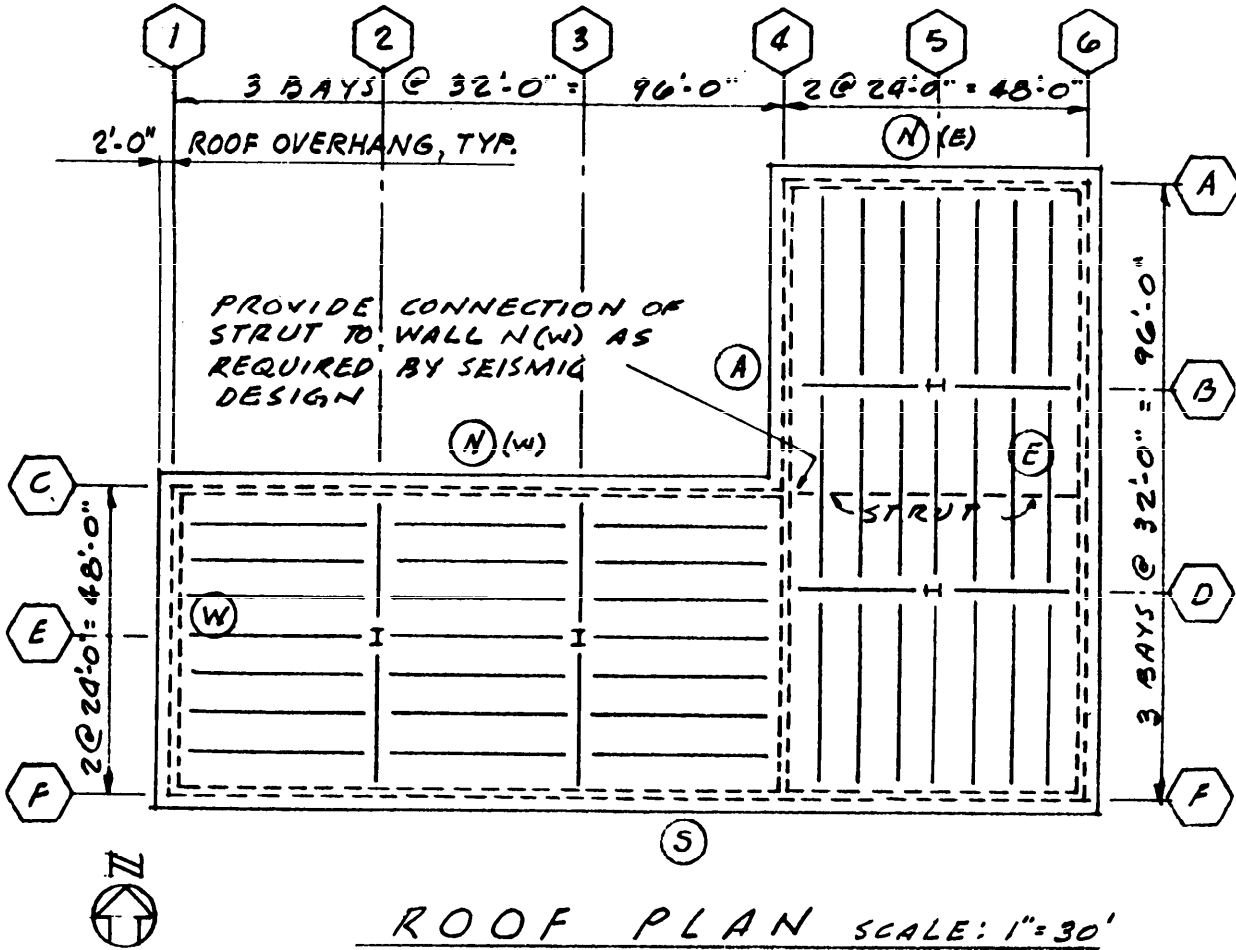 1 2 3 4 5 6
3 BAYS @ 32'-0" = 96'-0" 2 @ 24'-0" = 48'-0"
N (E)
2'-0" ROOF OVERHANG, TYP.
A
PROVIDE CONNECTION OF
STRUT TO WALL N(W) AS
REQUIRED BY SEISMIC
DESIGN
A
B
N (W)
E
C
STRUT
3 BAYS @ 32'-0" = 96'-0"
2 @ 24'-0" = 48'-0"
D
W
E
F
F
S
N
ROOF PLAN SCALE: 1"=30'